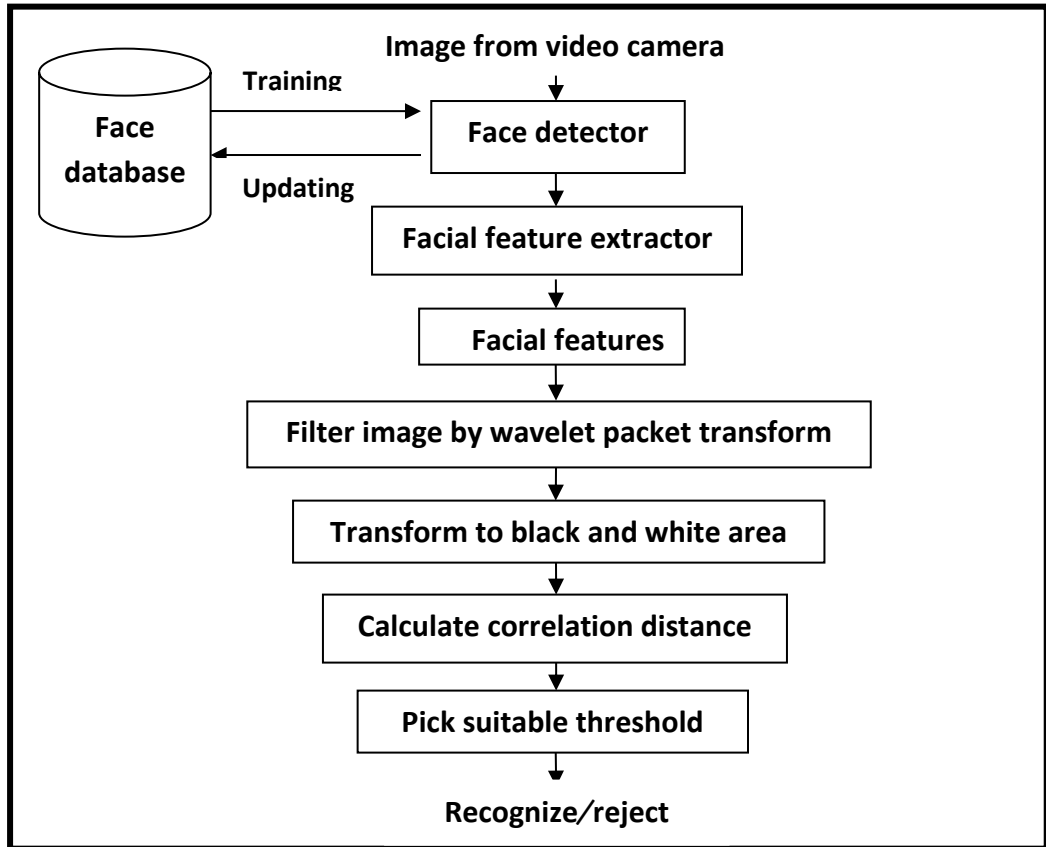 Image from video camera
Training
Face
database
Face detector
Updating
Facial feature extractor
Facial features
Filter image by wavelet packet transform
Transform to black and white area
Calculate correlation distance
Pick suitable threshold
Recognize/reject